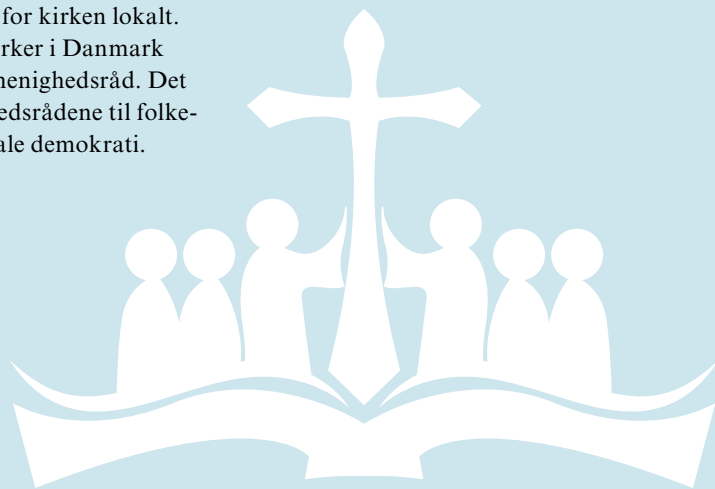 for kirken lokalt.
rker i Danmark
menighedsråd. Det
edsrådene til folke-
ale demokrati.